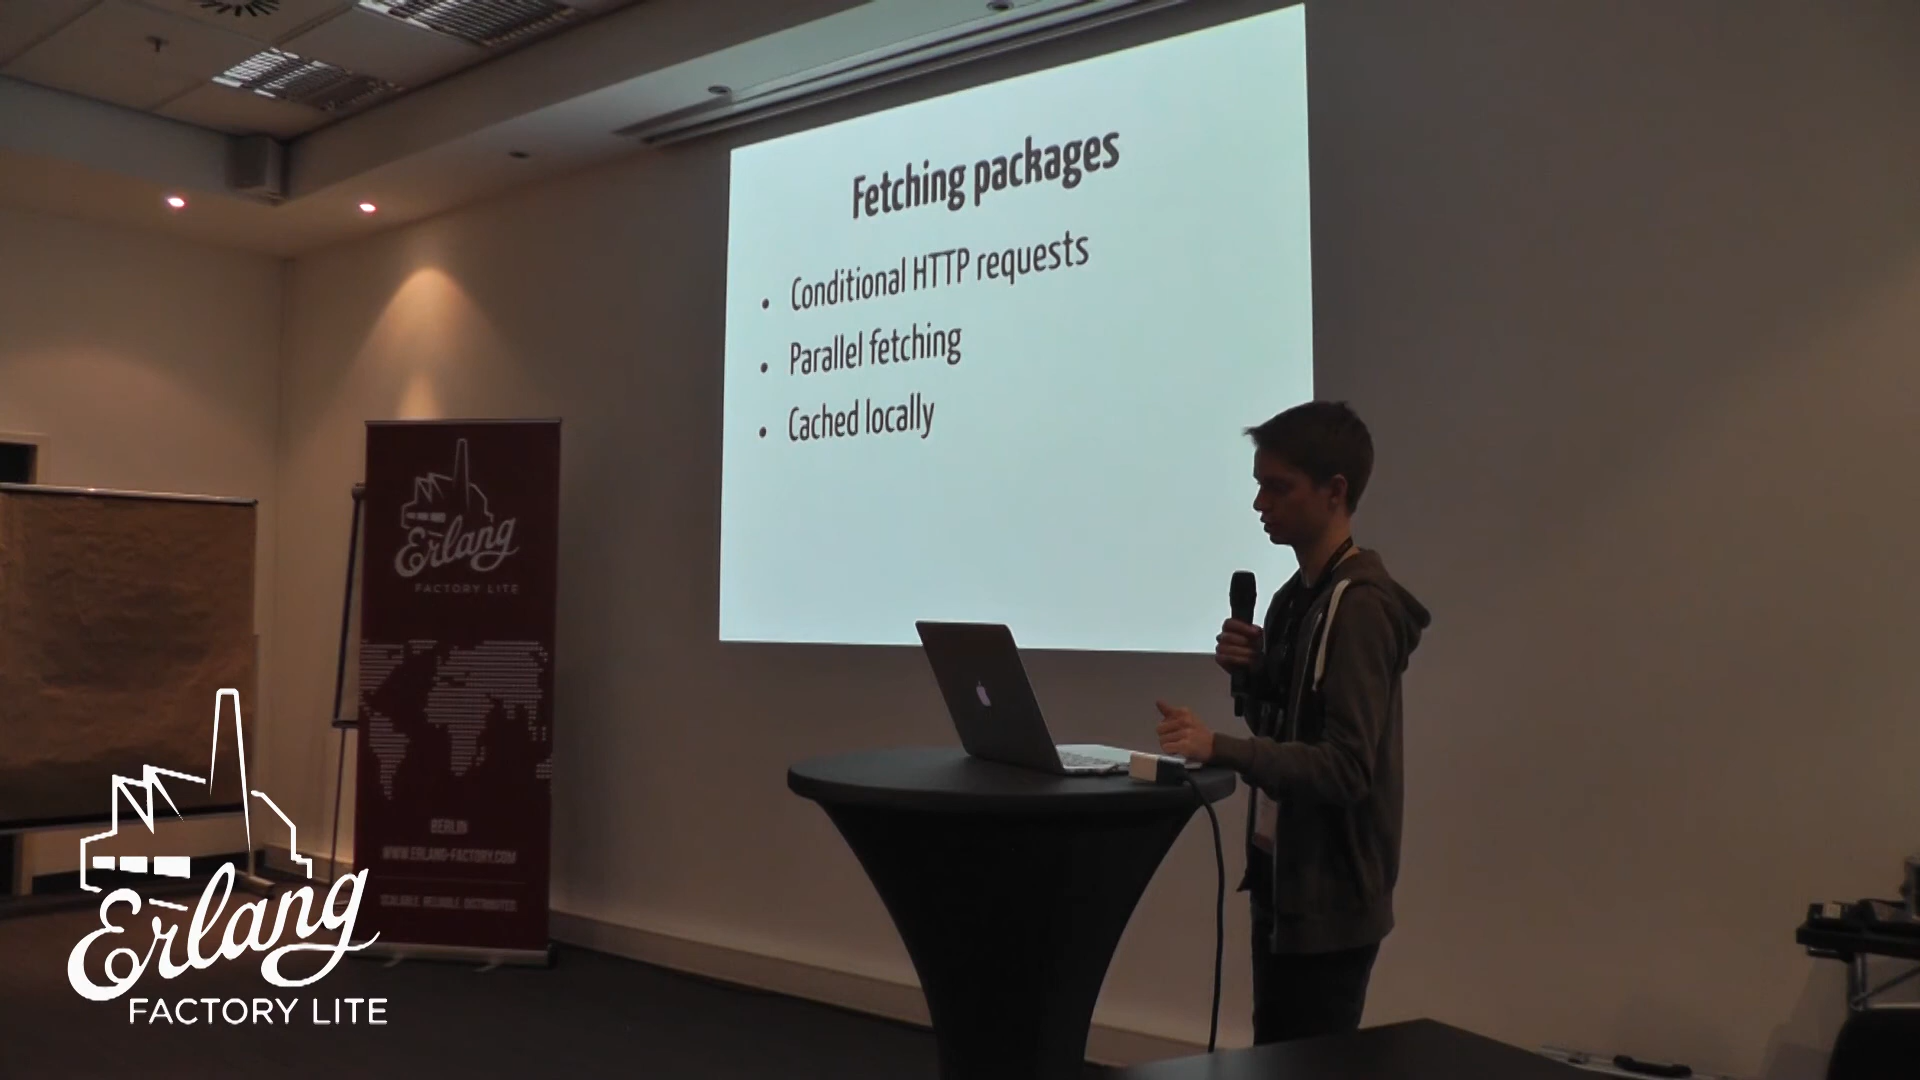 Fetching packages
• Conditional HTTP requests
• Parallel fetching
• Cached locally
Erlang
FACTORY LITE
BERLIN
WWW.ERLANG-FACTORY.COM
SCALABLE. RELIABLE. DISTRIBUTED.
Erlang
FACTORY LITE